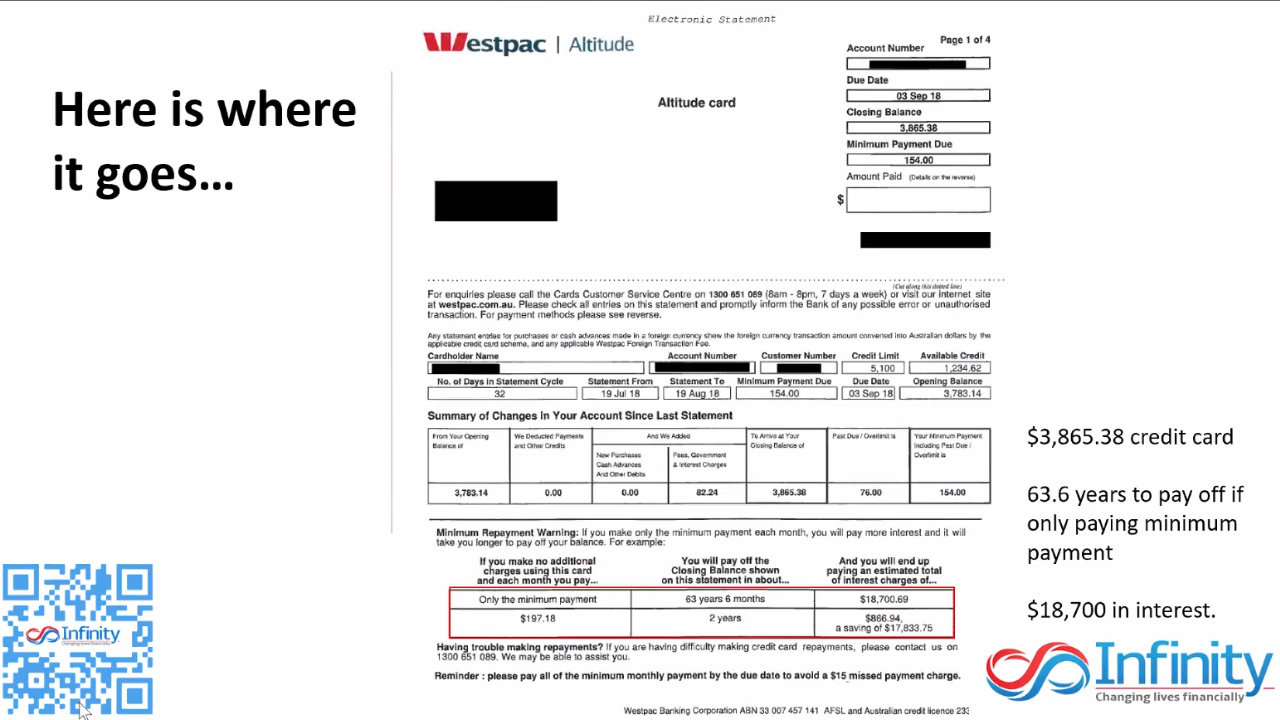 Electronic Statement
Westpac | Altitude
Page 1 of 4
Account Number
Due Date
03 Sep 18
Closing Balance
3,865.38
Minimum Payment Due
154.00
Amount Paid (Details on the reverse)
$
Altitude card
Here is where
it goes...
(Cut along this dotted line)
For enquiries please call the Cards Customer Service Centre on 1300 651 089 (8am - 8pm, 7 days a week) or visit our internet site
at westpac.com.au. Please check all entries on this statement and promptly inform the Bank of any possible error or unauthorised
transaction. For payment methods please see reverse.
Any statement entries for purchases or cash advances made in a foreign currency show the foreign currency transaction amount converted into Australian dollars by the
applicable credit card scheme, and any applicable Westpac Foreign Transaction Fee.
Cardholder Name Account Number Customer Number Credit Limit Available Credit
5,100 1,234.62
No. of Days in Statement Cycle Statement From Statement To Minimum Payment Due Due Date Opening Balance
32 19 Jul 18 19 Aug 18 154.00 03 Sep 18 3,783.14
Summary of Changes in Your Account Since Last Statement
From Your Opening We Deducted Payments And We Added To Arrive at Your Past Due / Overlimit is Your Minimum Payment
Balance of and Other Credits Closing Balance of Including Past Due /
New Purchases Fees, Government Overlimit is
Cash Advances & Interest Charges
And Other Debits
3,783.14 0.00 0.00 82.24 3,865.38 76.00 154.00
Minimum Repayment Warning: If you make only the minimum payment each month, you will pay more interest and it will
take you longer to pay off your balance. For example:
If you make no additional You will pay off the And you will end up
charges using this card Closing Balance shown paying an estimated total
and each month you pay... on this statement in about... of interest charges of...
Only the minimum payment 63 years 6 months $18,700.69
$197.18 2 years $866.94,
a saving of $17,833.75
Having trouble making repayments? If you are having difficulty making credit card repayments, please contact us on
1300 651 089. We may be able to assist you.
Reminder : please pay all of the minimum monthly payment by the due date to avoid a $15 missed payment charge.
Westpac Banking Corporation ABN 33 007 457 141 AFSL and Australian credit licence 233
$3,865.38 credit card
63.6 years to pay off if
only paying minimum
payment
$18,700 in interest.
Infinity
Changing lives financially
Infinity
Changing lives financially